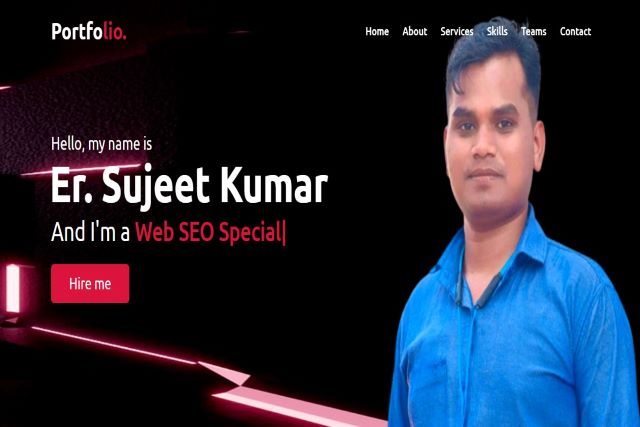 Portfolio.
Home About Services Skills Teams Contact
Hello, my name is
Er. Sujeet Kumar
And I'm a Web SEO Special|
Hire me